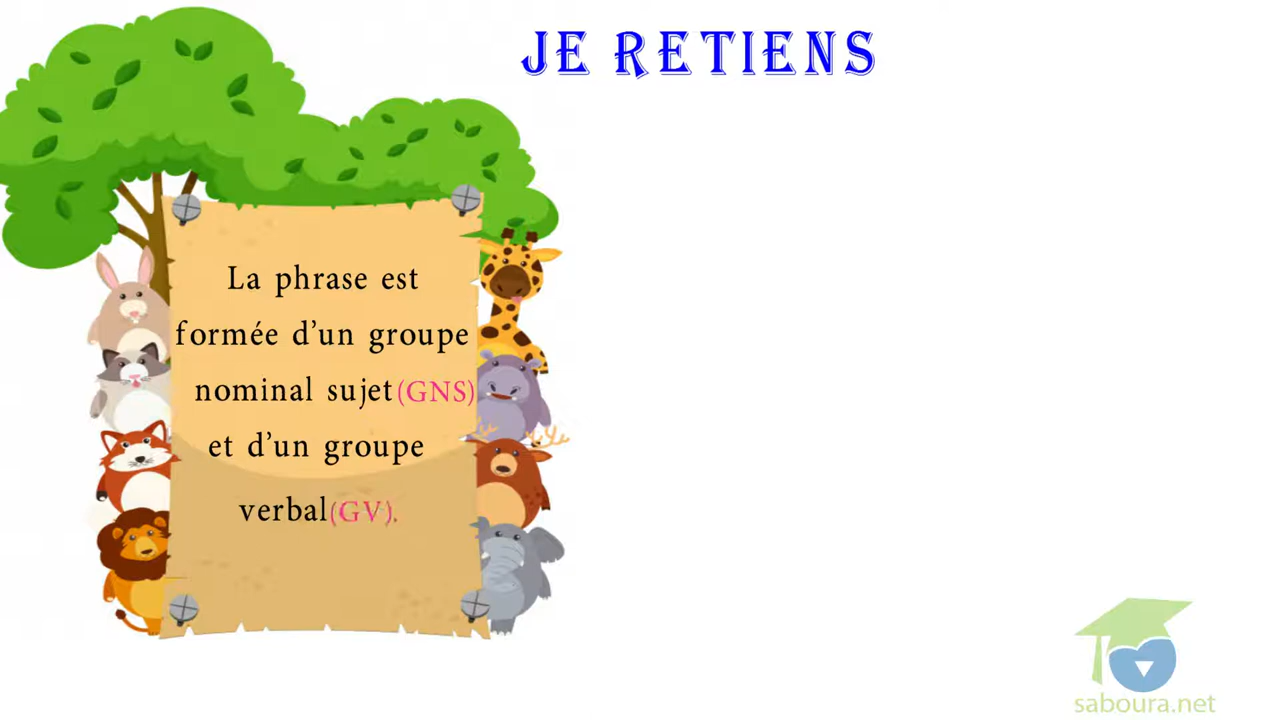 JE RETIENS
La phrase est
formée d’un groupe
nominal sujet(GNS)
et d’un groupe
verbal(GV).
saboura.net